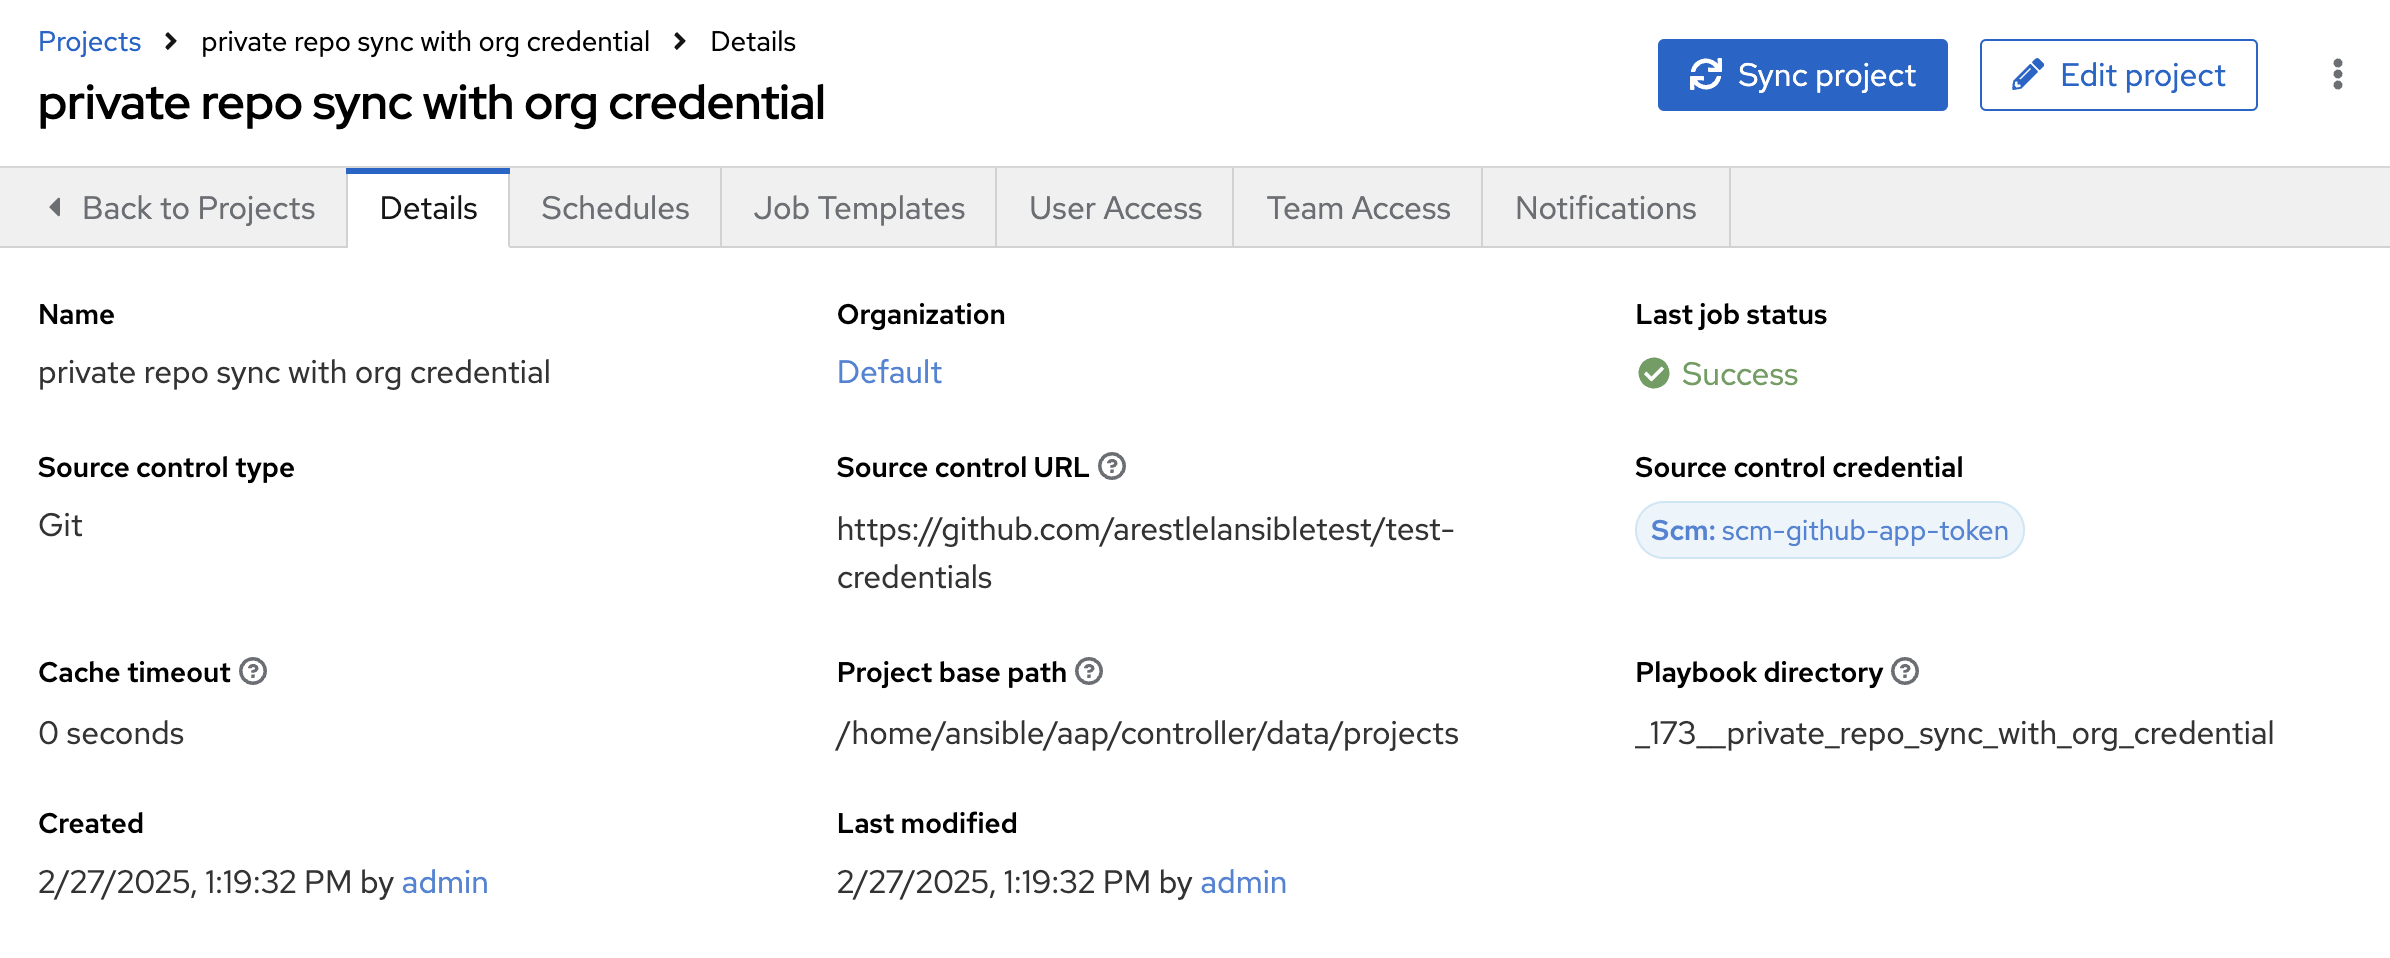 Projects > private repo sync with org credential > Details
private repo sync with org credential
Sync project
Edit project
Back to Projects
Details
Schedules
Job Templates
User Access
Team Access
Notifications
Name
private repo sync with org credential
Organization
Default
Last job status
Success
Source control type
Git
Source control URL
https://github.com/arestlelansibletest/test-
credentials
Source control credential
Scm: scm-github-app-token
Cache timeout
0 seconds
Project base path
/home/ansible/aap/controller/data/projects
Playbook directory
_173__private_repo_sync_with_org_credential
Created
2/27/2025, 1:19:32 PM by admin
Last modified
2/27/2025, 1:19:32 PM by admin